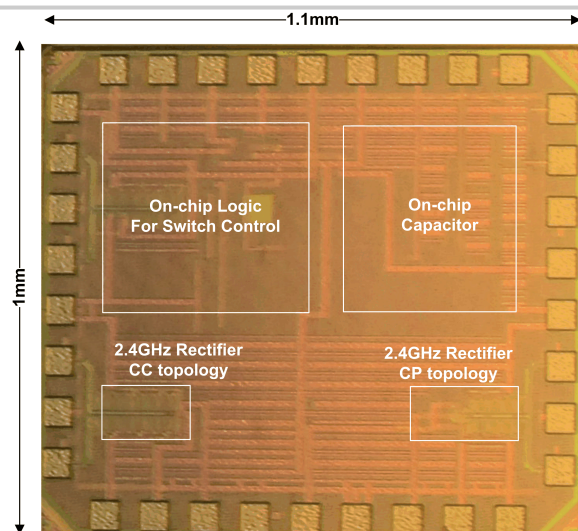 1.1mm
1mm
On-chip Logic
For Switch Control
On-chip
Capacitor
2.4GHz Rectifier
CC topology
2.4GHz Rectifier
CP topology